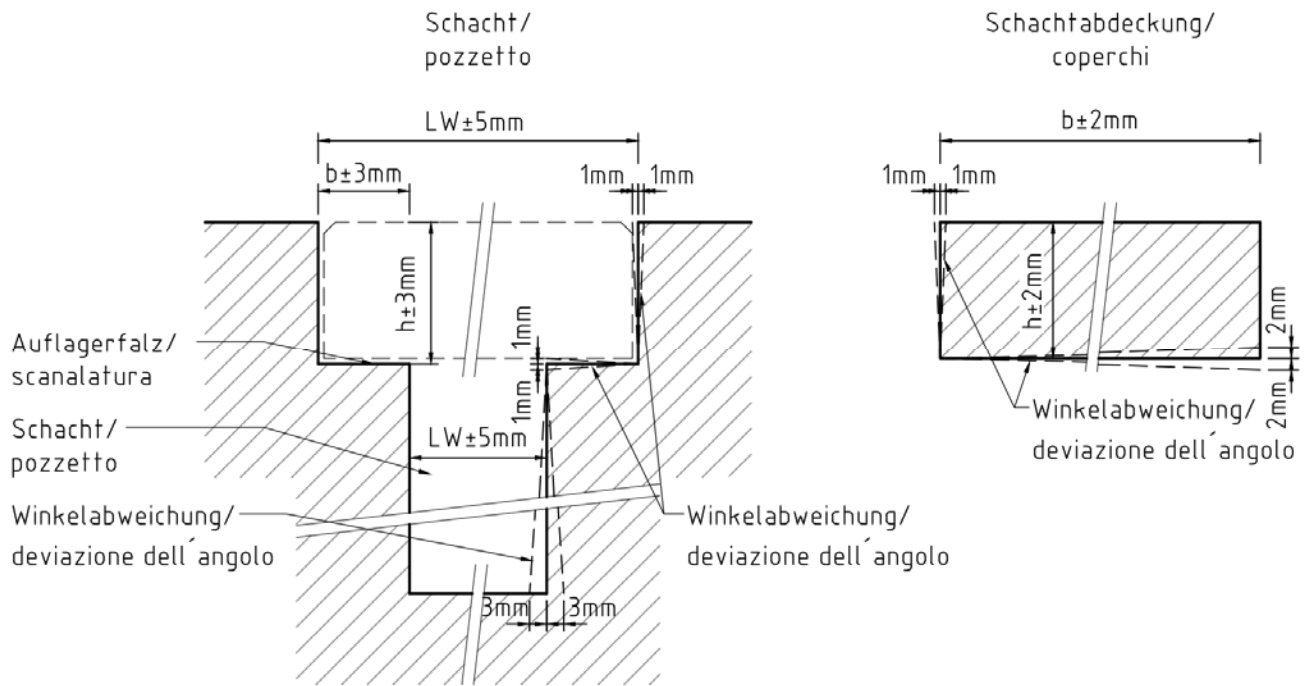 Schacht/
pozzetto
LW±5mm
b±3mm
1mm
1mm
h±3mm
1mm
1mm
Auflagerfalz/
scanalatura
Schacht/
pozzetto
LW±5mm
Winkelabweichung/
deviazione dell´angolo
Winkelabweichung/
deviazione dell´angolo
3mm
3mm
Schachtabdeckung/
coperchi
b±2mm
1mm
1mm
h±2mm
2mm
2mm
Winkelabweichung/
deviazione dell´angolo